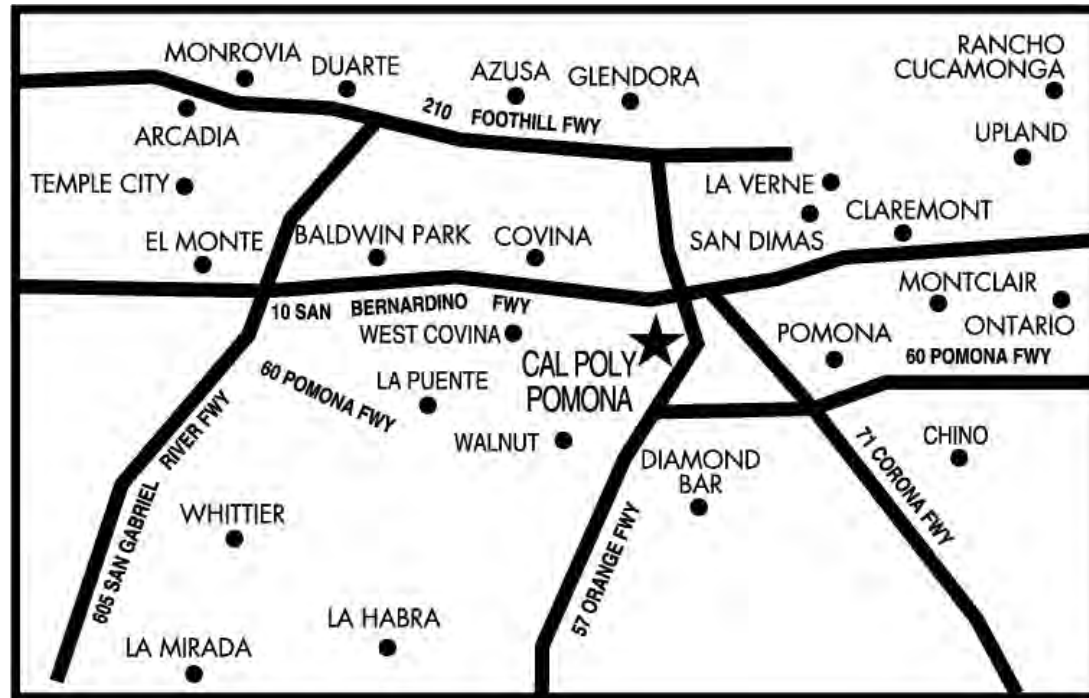 MONROVIA
DUARTE
AZUSA
GLENDORA
RANCHO
CUCAMONGA
ARCADIA
210 FOOTHILL FWY
UPLAND
TEMPLE CITY
LA VERNE
CLAREMONT
EL MONTE
BALDWIN PARK
COVINA
SAN DIMAS
10 SAN BERNARDINO FWY
MONTCLAIR
ONTARIO
WEST COVINA
POMONA
60 POMONA FWY
CAL POLY
POMONA
60 POMONA FWY
LA PUENTE
WALNUT
DIAMOND
BAR
71 CORONA FWY
CHINO
605 SAN GABRIEL RIVER FWY
WHITTIER
57 ORANGE FWY
LA HABRA
LA MIRADA